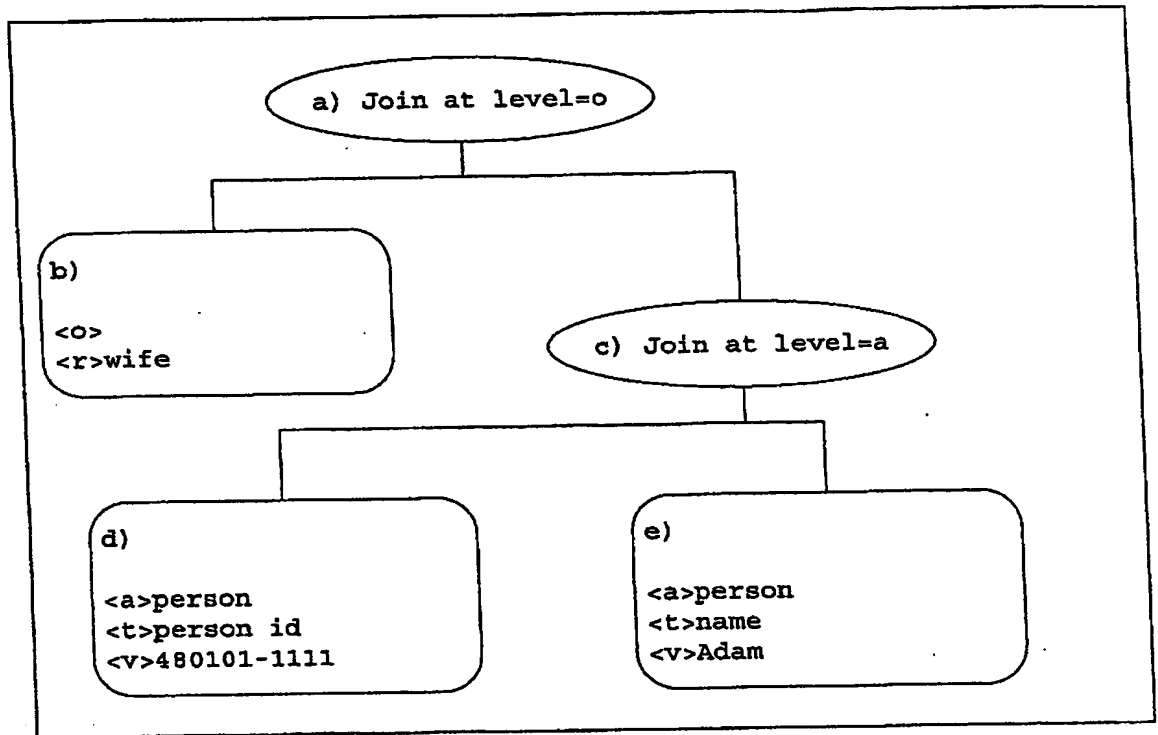 a) Join at level=o
b)
<o>
<r>wife
c) Join at level=a
d)
<a>person
<t>person id
<v>480101-1111
e)
<a>person
<t>name
<v>Adam